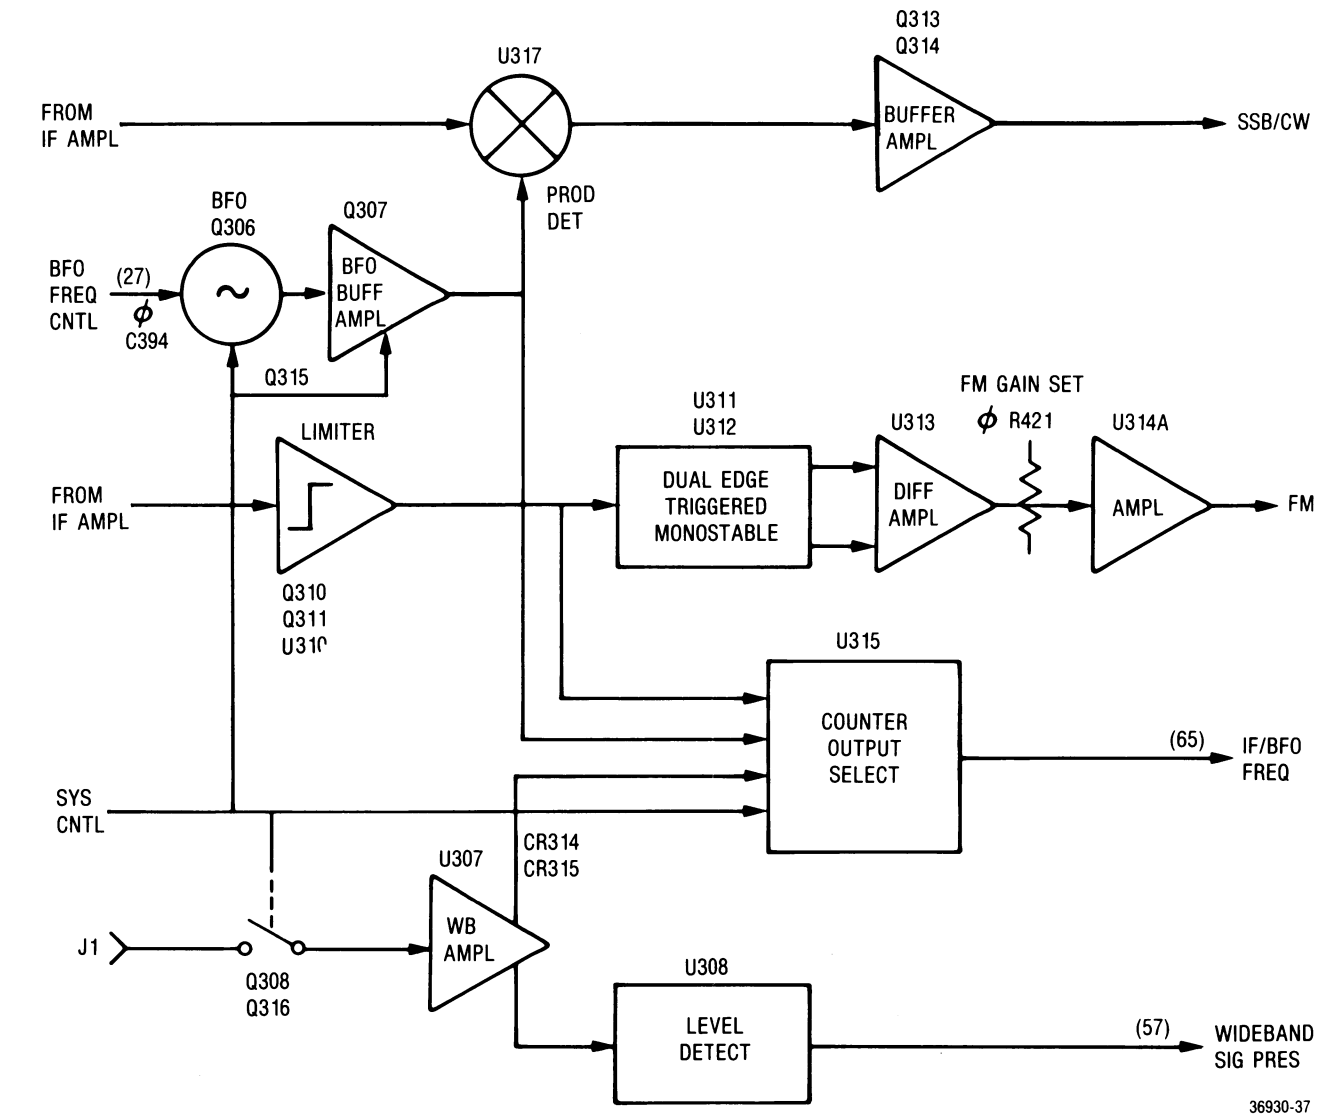 Q313
Q314
U317
FROM
IF AMPL
BUFFER
AMPL
SSB/CW
PROD
DET
BFO
Q306
Q307
BFO
FREQ
CNTL
(27)
ϕ
C394
~
BFO
BUFF
AMPL
Q315
LIMITER
FROM
IF AMPL
Q310
Q311
U310
U311
U312
DUAL EDGE
TRIGGERED
MONOSTABLE
U313
DIFF
AMPL
FM GAIN SET
ϕ R421
U314A
AMPL
FM
U315
COUNTER
OUTPUT
SELECT
(65)
IF/BFO
FREQ
SYS
CNTL
CR314
CR315
U307
WB
AMPL
J1
Q308
Q316
U308
LEVEL
DETECT
(57)
WIDEBAND
SIG PRES
36930-37